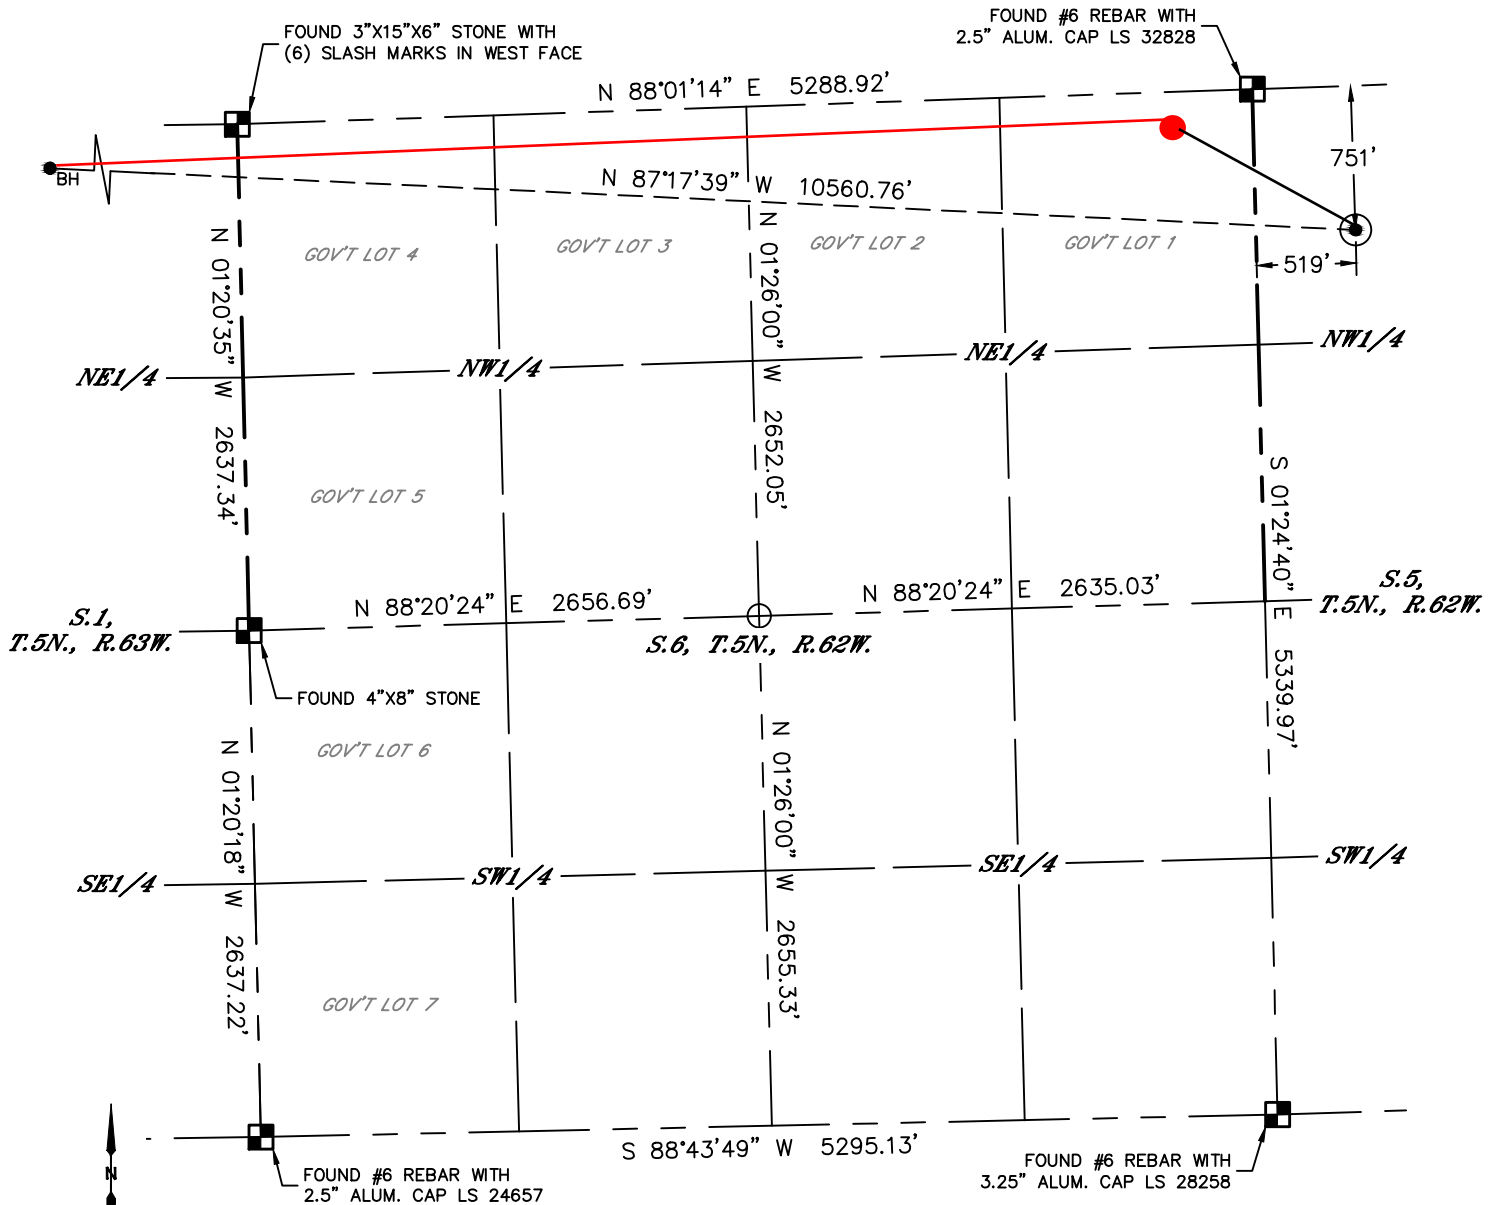 FOUND 3"X15"X6" STONE WITH
(6) SLASH MARKS IN WEST FACE
FOUND #6 REBAR WITH
2.5" ALUM. CAP LS 32828
N 88°01'14" E 5288.92'
751'
BH
N 87°17'39" W 10560.76'
GOV'T LOT 4
GOV'T LOT 3
GOV'T LOT 2
GOV'T LOT 1
519'
N 01°20'35" W 2637.34'
N 01°26'00" W 2652.05'
NE1/4
NW1/4
NE1/4
NW1/4
GOV'T LOT 5
S 01°24'40" E 5339.97'
N 88°20'24" E 2656.69'
N 88°20'24" E 2635.03'
S.1,
T.5N., R.63W.
S.6, T.5N., R.62W.
S.5,
T.5N., R.62W.
FOUND 4"X8" STONE
GOV'T LOT 6
N 01°20'18" W 2637.22'
N 01°26'00" W 2655.33'
SE1/4
SW1/4
SE1/4
SW1/4
GOV'T LOT 7
S 88°43'49" W 5295.13'
N
FOUND #6 REBAR WITH
2.5" ALUM. CAP LS 24657
FOUND #6 REBAR WITH
3.25" ALUM. CAP LS 28258